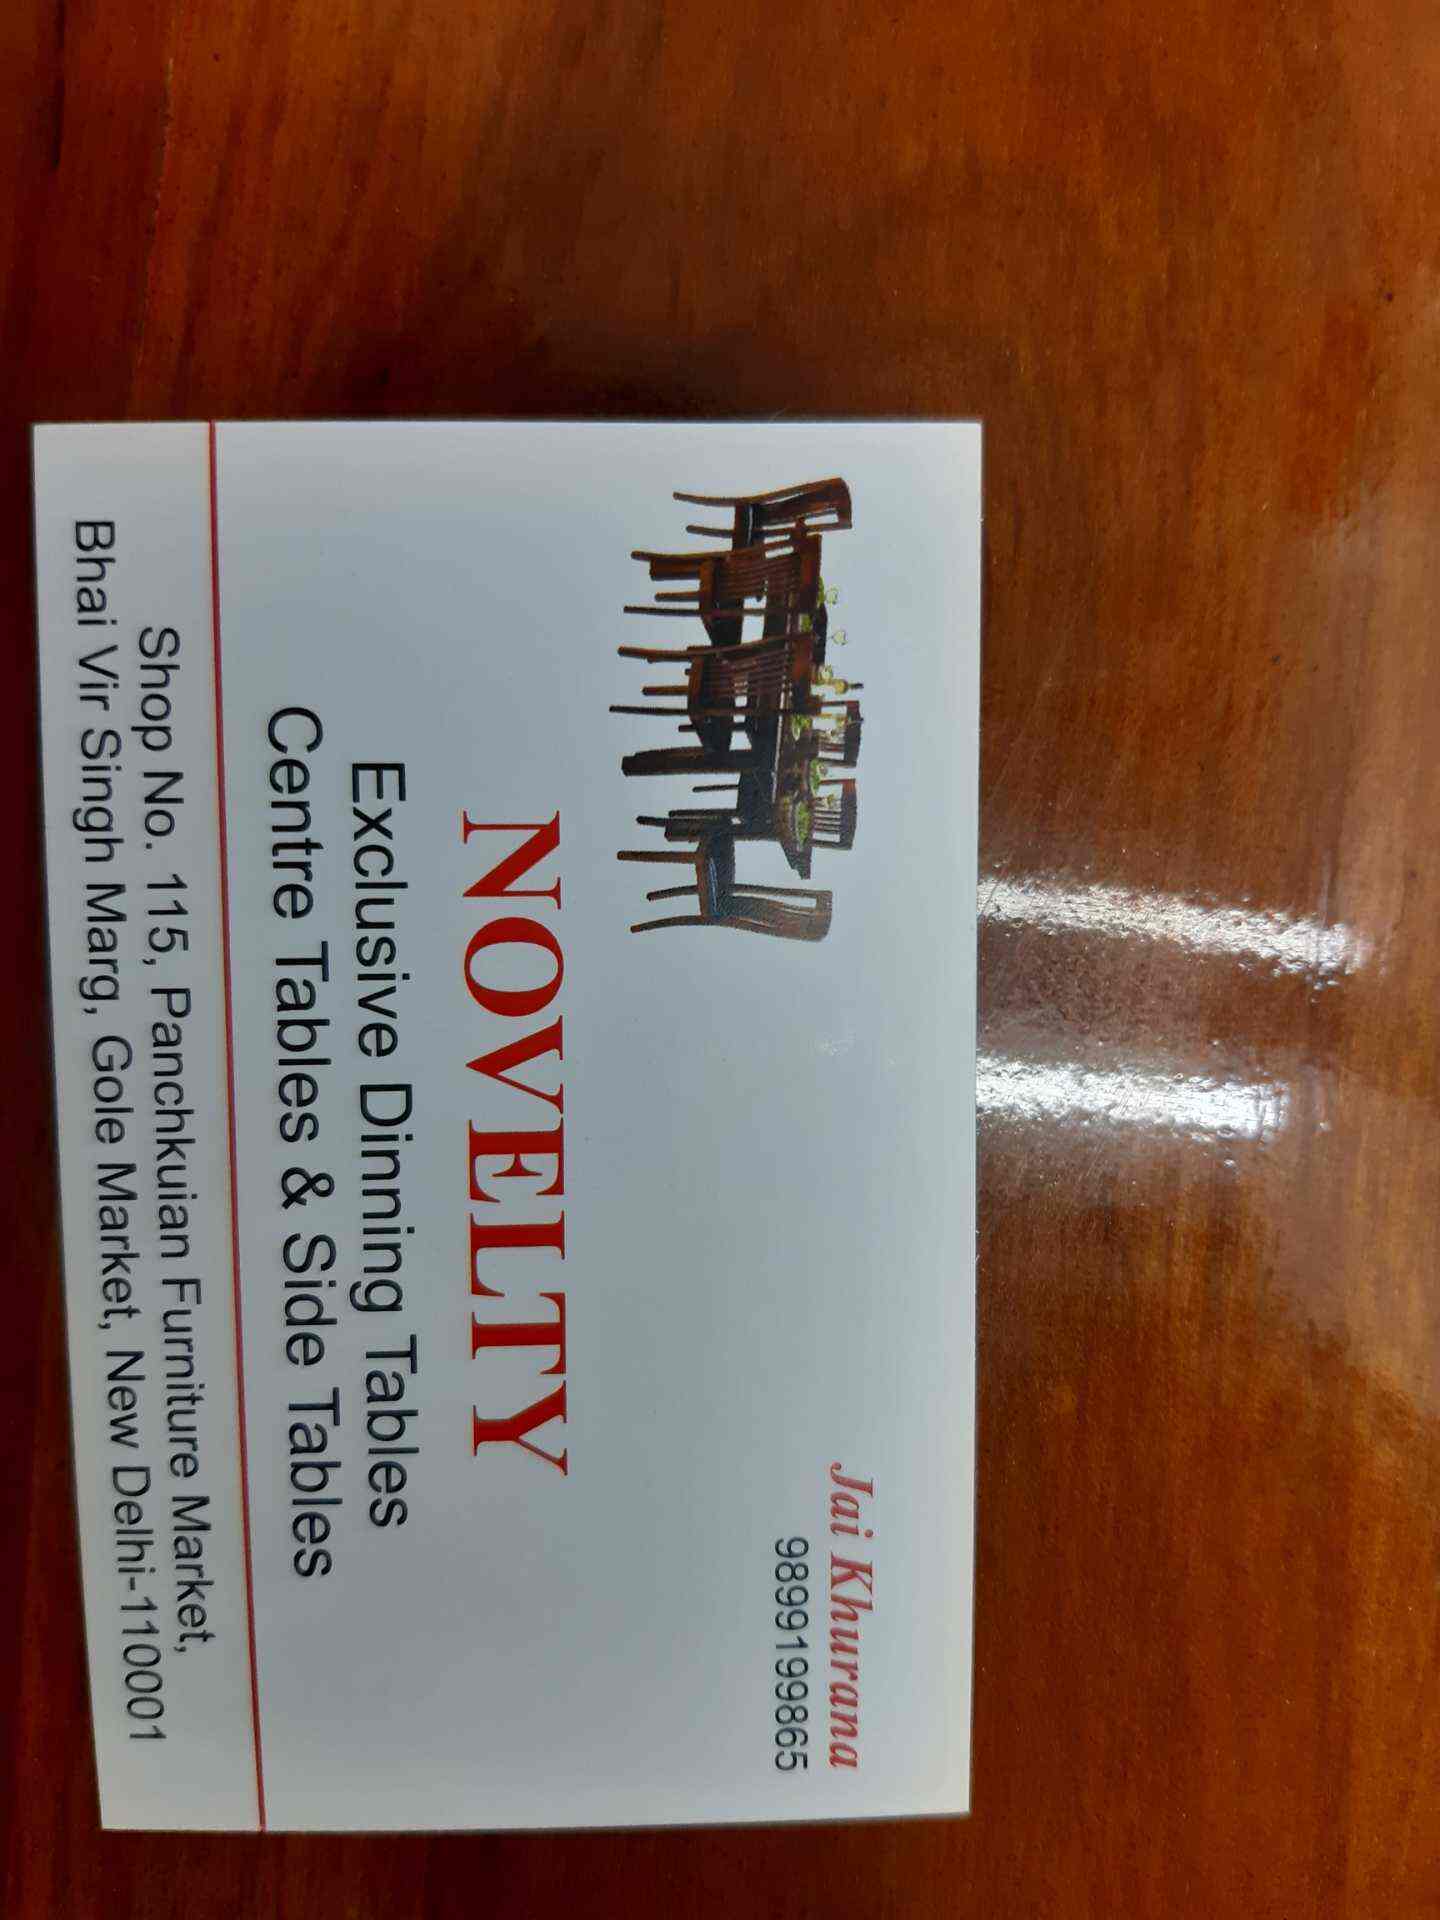 Jai Khurana
9899199865
NOVELTY
Exclusive Dinning Tables
Centre Tables & Side Tables
Shop No. 115, Panchkuian Furniture Market,
Bhai Vir Singh Marg, Gole Market, New Delhi-110001